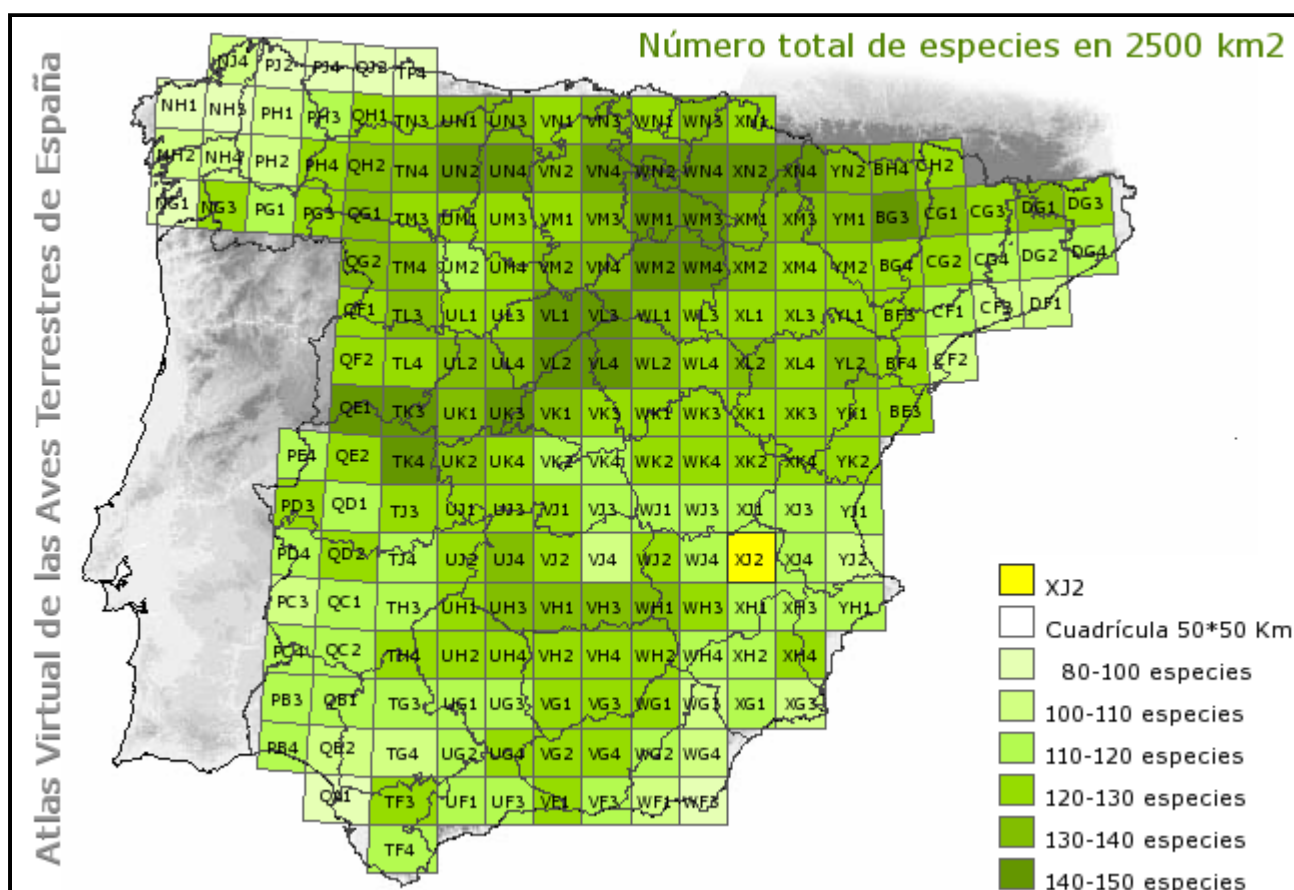 Atlas Virtual de las Aves Terrestres de España
Número total de especies en 2500 km2
NJ4 PJ2 PJ4 QJ2 TP4
NH1 NH3 PH1 PH3 QH1 TN3 UN1 UN3 VN1 VN3 WN1 WN3 XN1
NH2 NH4 PH2 PH4 QH2 TN4 UN2 UN4 VN2 VN4 WN2 WN4 XN2 XN4 YN2 BH4 CH2
NG1 NG3 PG1 PG3 QG1 TM3 UM1 UM3 VM1 VM3 WM1 WM3 XM1 XM3 YM1 BG3 CG1 CG3 DG1 DG3
QG2 TM4 UM2 UM4 VM2 VN4 WM2 WM4 XM2 XM4 YM2 BG4 CG2 CG4 DG2 DG4
QF1 TL3 UL1 UL3 VL1 VL3 WL1 WL3 XL1 XL3 YL1 BF3 CF1 CF3 DF1
QF2 TL4 UL2 UL4 VL2 VL4 WL2 WL4 XL2 XL4 YL2 BF4 CF2
QE1 TK3 UK1 UK3 VK1 VK3 WK1 WK3 XK1 XK3 YK1 BE3
PE4 QE2 TK4 UK2 UK4 VK2 VK4 WK2 WK4 XK2 XK4 YK2
PD3 QD1 TJ3 UJ1 UJ3 VJ1 VJ3 WJ1 WJ3 XJ1 XJ3 YJ1
PD4 QD2 TJ4 UJ2 UJ4 VJ2 VJ4 WJ2 WJ4 XJ2 XJ4 YJ2
PC3 QC1 TH3 UH1 UH3 VH1 VH3 WH1 WH3 XH1 XH3 YH1
PC4 QC2 TH4 UH2 UH4 VH2 VH4 WH2 WH4 XH2 XH4
PB3 QB1 TG3 UG1 UG3 VG1 VG3 WG1 WG3 XG1 XG3
PB4 QB2 TG4 UG2 UG4 VG2 VG4 WG2 WG4
TF3 UF1 UF3 VF1 VF3 WF1 WF3
TF4
XJ2
Cuadrícula 50*50 Km
80-100 especies
100-110 especies
110-120 especies
120-130 especies
130-140 especies
140-150 especies